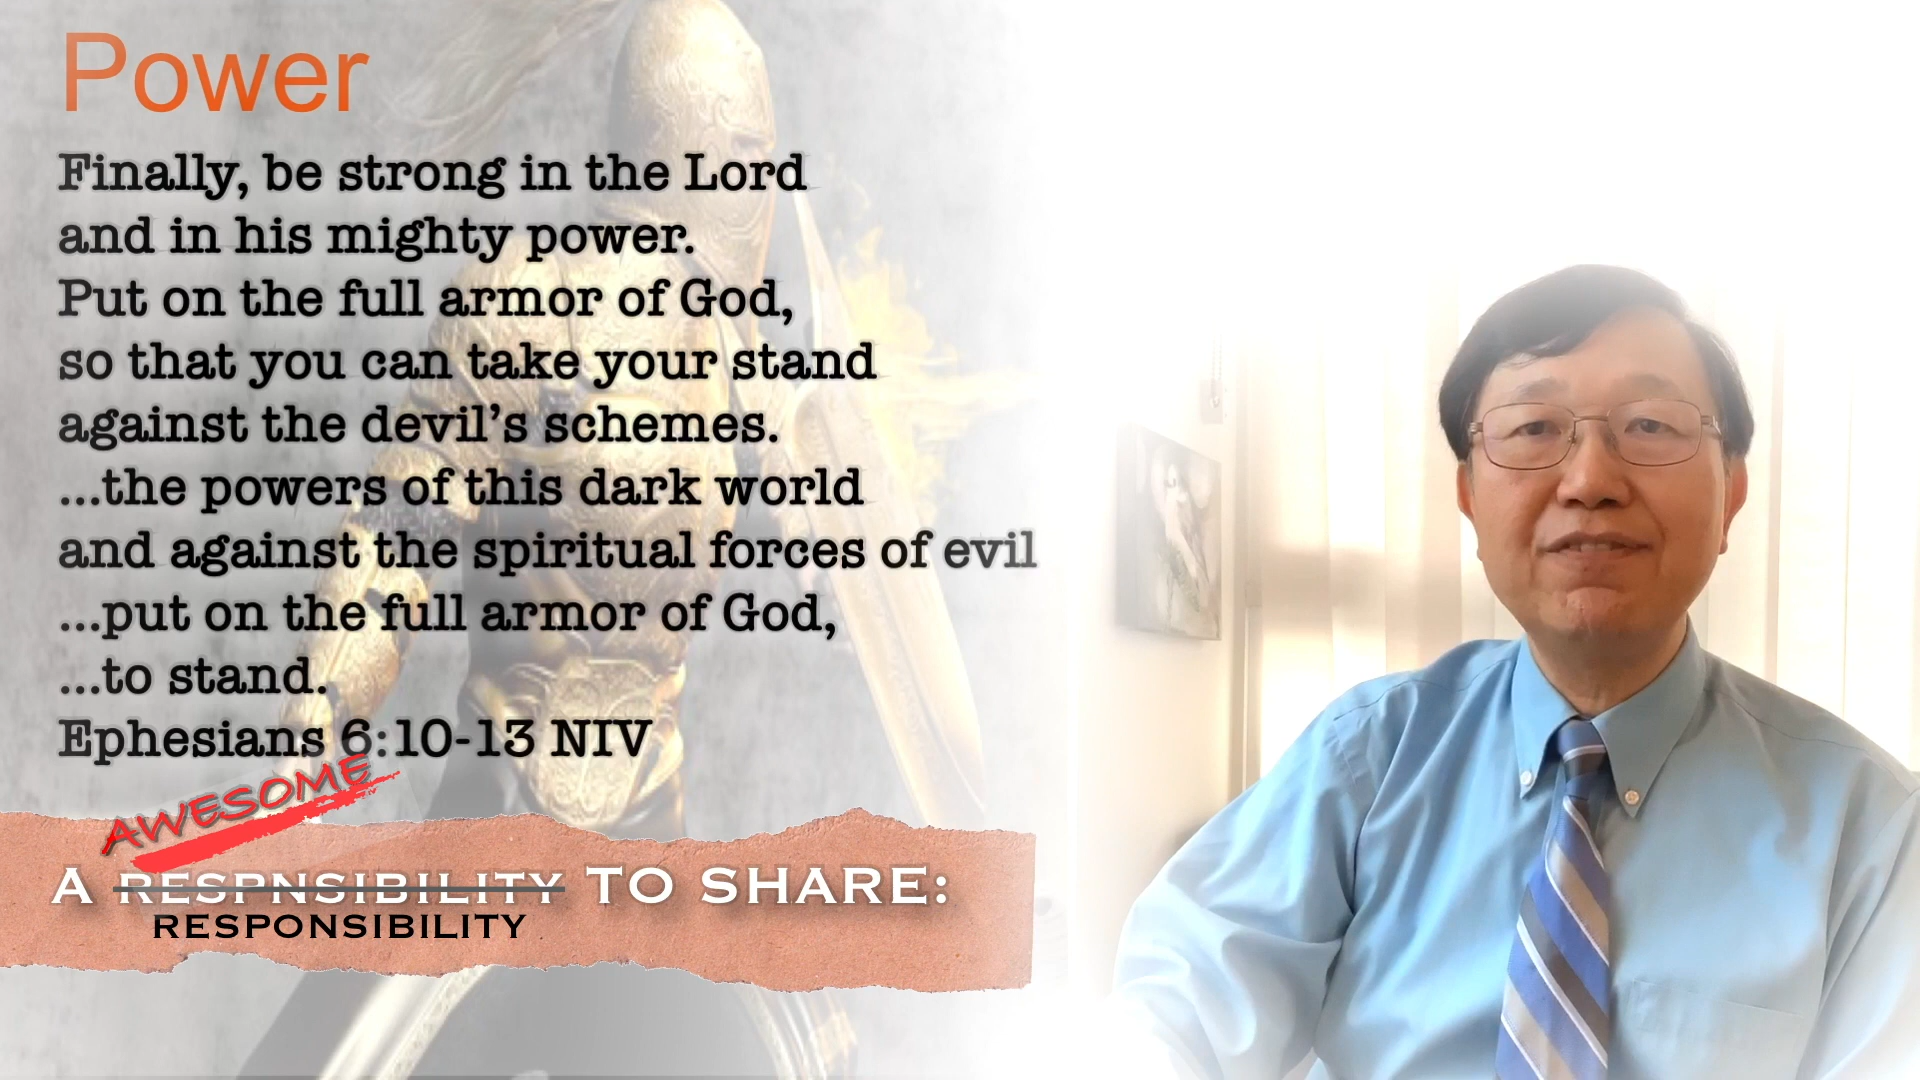 Power
Finally, be strong in the Lord
and in his mighty power.
Put on the full armor of God,
so that you can take your stand
against the devil’s schemes.
...the powers of this dark world
and against the spiritual forces of evil
...put on the full armor of God,
...to stand.
Ephesians 6:10-13 NIV
AWESOME
A RESPNSIBILITY TO SHARE:
RESPONSIBILITY